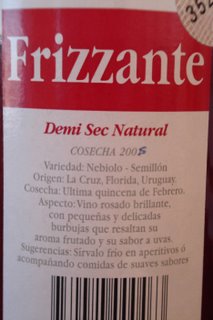 352
Frizzante
Demi Sec Natural
COSECHA 2005
Variedad: Nebiolo - Semillón
Origen: La Cruz, Florida, Uruguay.
Cosecha: Ultima quincena de Febrero.
Aspecto: Vino rosado brillante,
con pequeñas y delicadas
burbujas que resaltan su
aroma frutado y su sabor a uvas.
Sugerencias: Sírvalo frío en aperitivos ó
acompañando comidas de suaves sabores